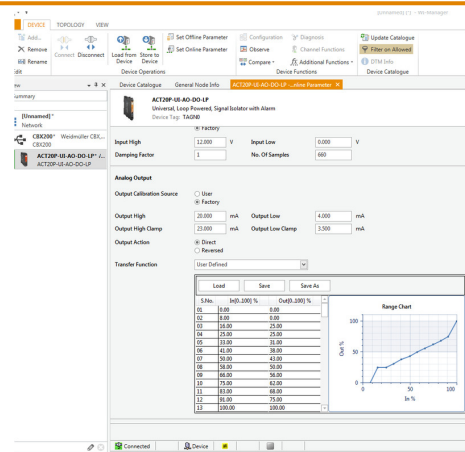 [unnamed] [*] - No messages
DEVICE TOPOLOGY VIEW
Add...
Remove
Rename
Connect Disconnect
Load from Device
Store to Device
Set Offline Parameter
Set Online Parameter
Configuration
Observe
Compare
Diagnosis
Channel Functions
Additional Functions
Update Catalogue
Filter on Allowed
DTM Info
Edit
Device Operations
Device Functions
Device Catalogue
Device Catalogue General Node Info ACT20P-UI-AO-DO-LP -...nline Parameter
ummary
[Unnamed]*
Network
CBX200* Weidmüller CBX...
CBX200
ACT20P-UI-AO-DO-LP* /...
ACT20P-UI-AO-DO-LP
ACT20P-UI-AO-DO-LP
Universal, Loop Powered, Signal Isolator with Alarm
Device Tag: TAGN0
Factory
Input High 12.000 V Input Low 0.000 V
Damping Factor 1 No. Of Samples 660
Analog Output
Output Calibration Source User
Factory
Output High 20.000 mA Output Low 4.000 mA
Output High Clamp 23.000 mA Output Low Clamp 3.500 mA
Output Action Direct
Reversed
Transfer Function User Defined
Load Save Save As
S.No. In[0..100] % Out[0..100] %
01 0.00 0.00
02 8.00 0.00
03 16.00 25.00
04 25.00 25.00
05 33.00 31.00
06 41.00 38.00
07 50.00 43.00
08 58.00 50.00
09 66.00 56.00
10 75.00 62.00
11 83.00 68.00
12 91.00 75.00
13 100.00 100.00
Range Chart
100
50
0
Out %
0 50 100
In %
Connected Device